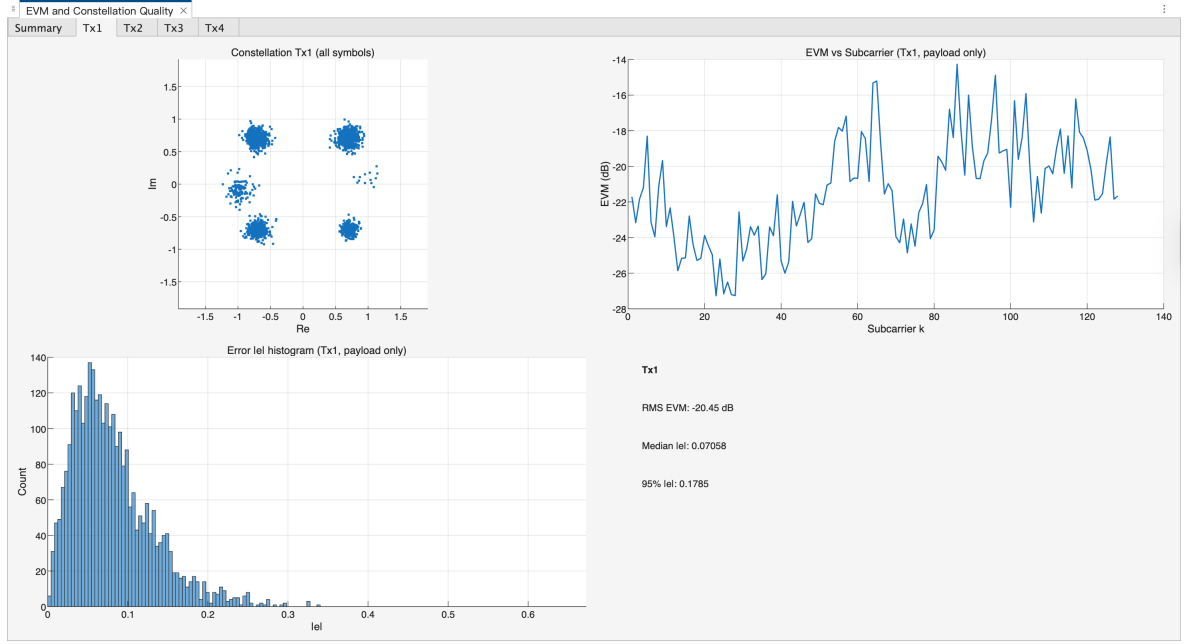 EVM and Constellation Quality ×
Summary Tx1 Tx2 Tx3 Tx4
Constellation Tx1 (all symbols)
1.5
1
0.5
0
-0.5
-1
-1.5
Im
-1.5 -1 -0.5 0 0.5 1 1.5
Re
EVM vs Subcarrier (Tx1, payload only)
-14
-16
-18
-20
-22
-24
-26
-28
EVM (dB)
0 20 40 60 80 100 120 140
Subcarrier k
Error lel histogram (Tx1, payload only)
140
120
100
80
60
40
20
0
Count
0 0.1 0.2 0.3 0.4 0.5 0.6
lel
Tx1
RMS EVM: -20.45 dB
Median lel: 0.07058
95% lel: 0.1785